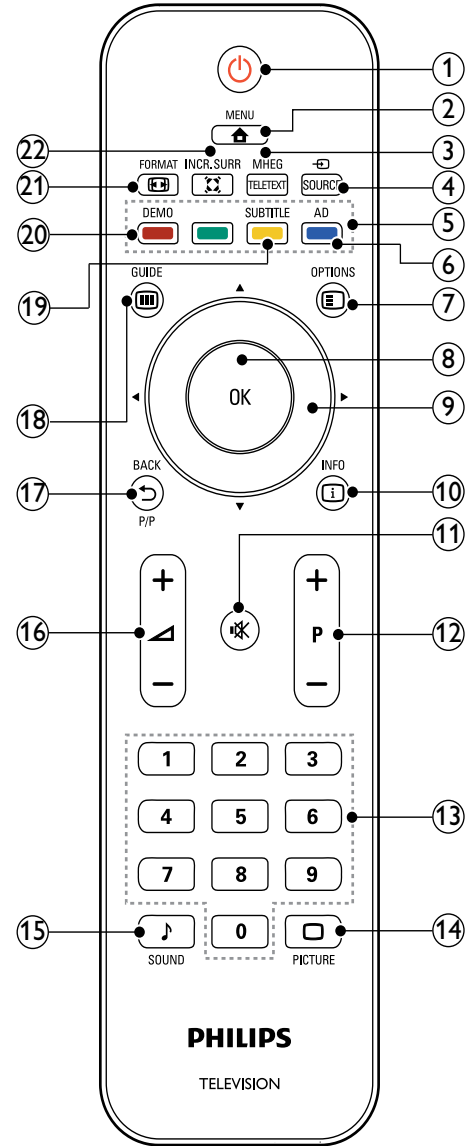 1
MENU
2
22
3
FORMAT INCR. SURR MHEG
21
TELETEXT SOURCE
4
DEMO SUBTITLE AD
5
20
6
19
GUIDE OPTIONS
7
8
OK
9
18
BACK INFO
17
10
P/P
11
+ +
16
P
12
− −
1 2 3
4 5 6
13
7 8 9
15
0
14
SOUND PICTURE
PHILIPS
TELEVISION